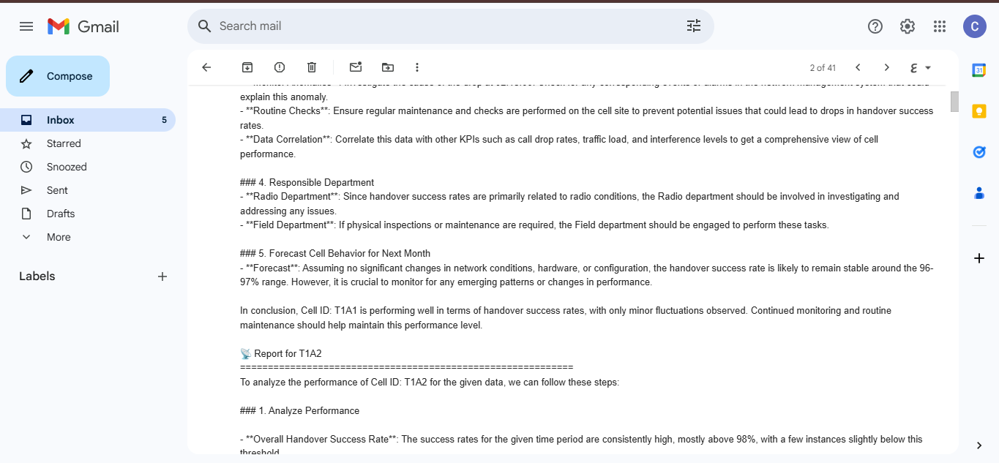 Gmail
Search mail
C
Compose
2 of 41
31
Inbox 5
Starred
Snoozed
Sent
Drafts
More
Labels
explain this anomaly.
- **Routine Checks**: Ensure regular maintenance and checks are performed on the cell site to prevent potential issues that could lead to drops in handover success
rates.
- **Data Correlation**: Correlate this data with other KPIs such as call drop rates, traffic load, and interference levels to get a comprehensive view of cell
performance.
### 4. Responsible Department
- **Radio Department**: Since handover success rates are primarily related to radio conditions, the Radio department should be involved in investigating and
addressing any issues.
- **Field Department**: If physical inspections or maintenance are required, the Field department should be engaged to perform these tasks.
### 5. Forecast Cell Behavior for Next Month
- **Forecast**: Assuming no significant changes in network conditions, hardware, or configuration, the handover success rate is likely to remain stable around the 96-
97% range. However, it is crucial to monitor for any emerging patterns or changes in performance.
In conclusion, Cell ID: T1A1 is performing well in terms of handover success rates, with only minor fluctuations observed. Continued monitoring and routine
maintenance should help maintain this performance level.
📡 Report for T1A2
============================================================
To analyze the performance of Cell ID: T1A2 for the given data, we can follow these steps:
### 1. Analyze Performance
- **Overall Handover Success Rate**: The success rates for the given time period are consistently high, mostly above 98%, with a few instances slightly below this
threshold